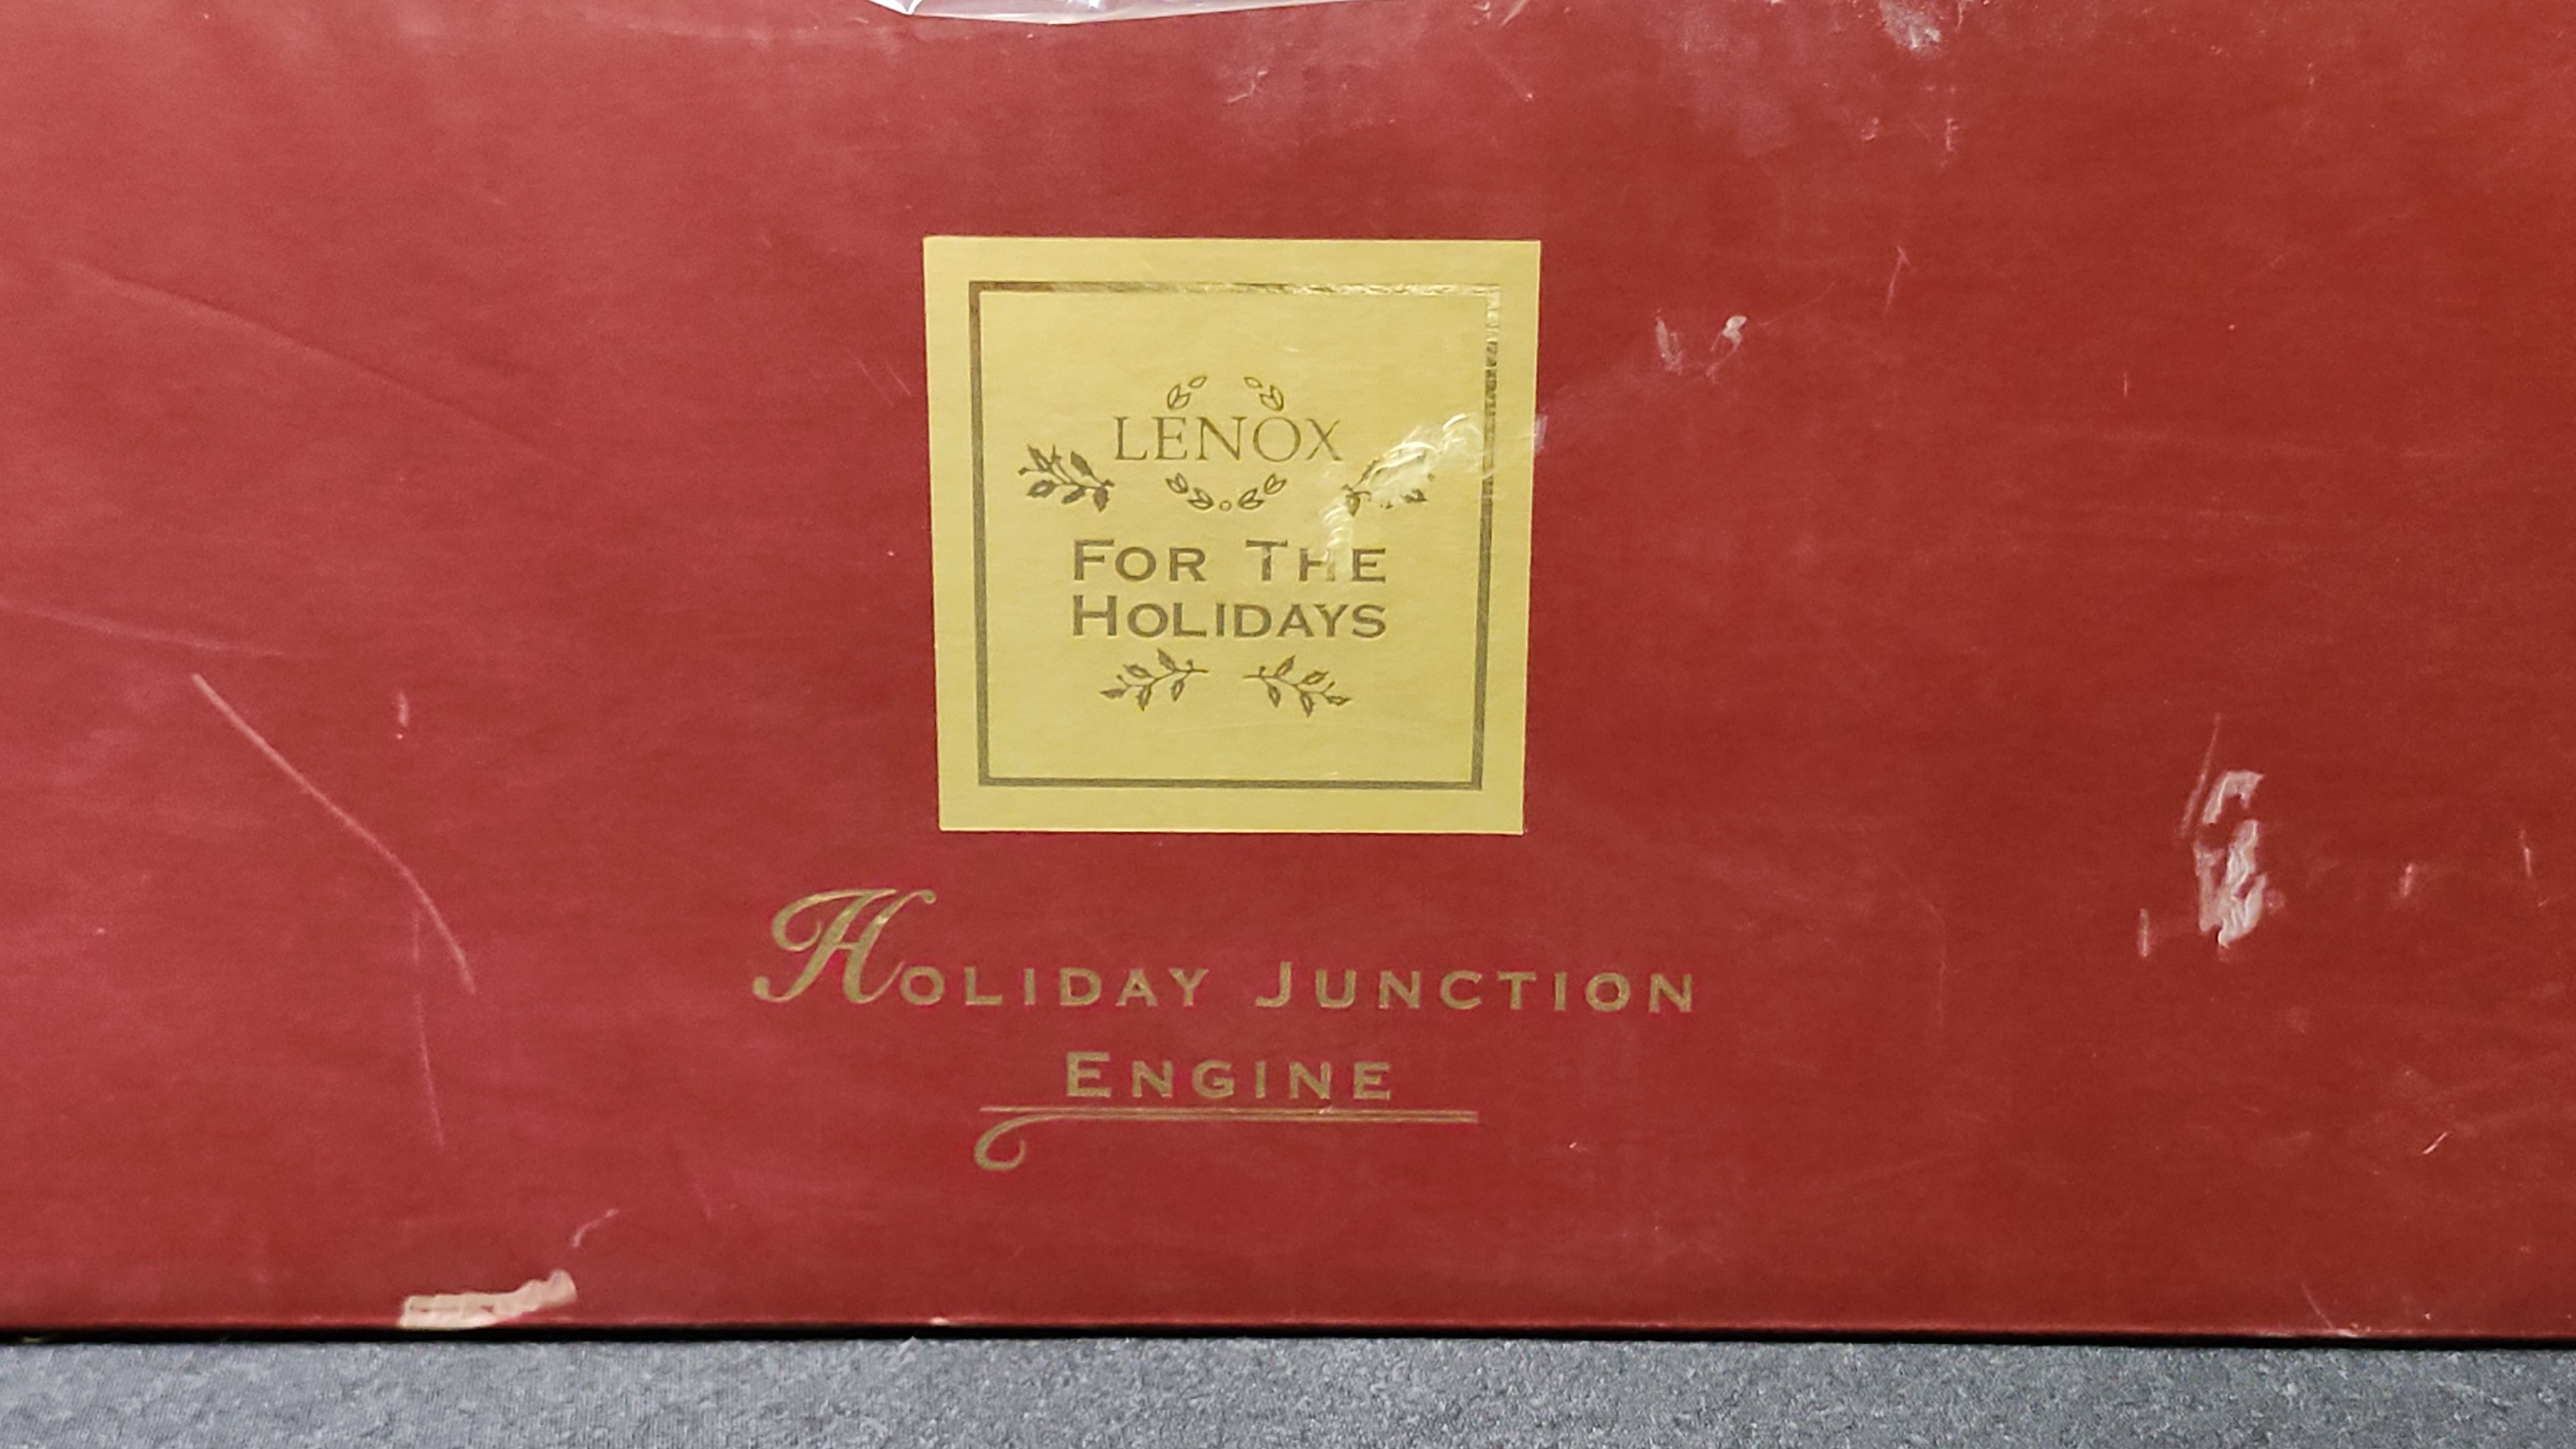 LENOX
FOR THE
HOLIDAYS
HOLIDAY JUNCTION
ENGINE